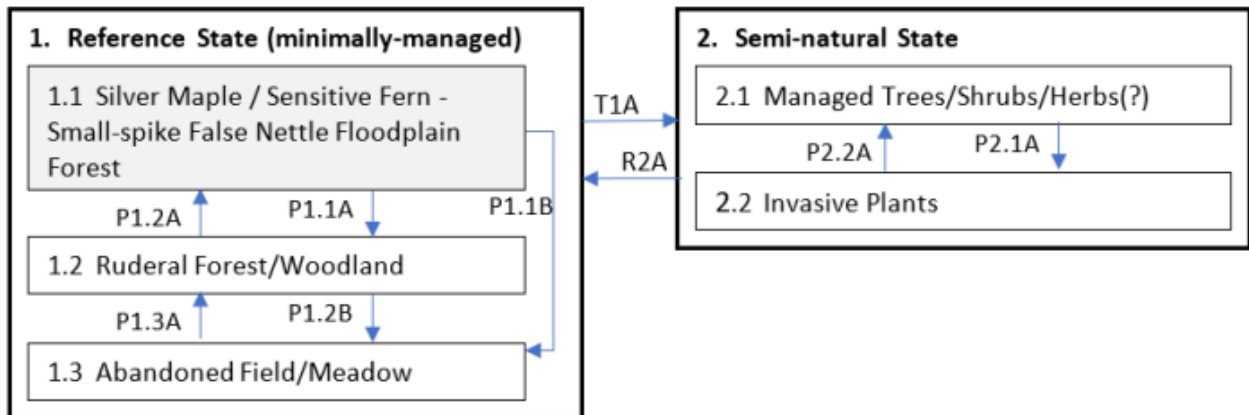 1. Reference State (minimally-managed)
1.1 Silver Maple / Sensitive Fern -
Small-spike False Nettle Floodplain
Forest
P1.2A
P1.1A
P1.1B
1.2 Ruderal Forest/Woodland
P1.3A
P1.2B
1.3 Abandoned Field/Meadow
T1A
R2A
2. Semi-natural State
2.1 Managed Trees/Shrubs/Herbs(?)
P2.2A
P2.1A
2.2 Invasive Plants